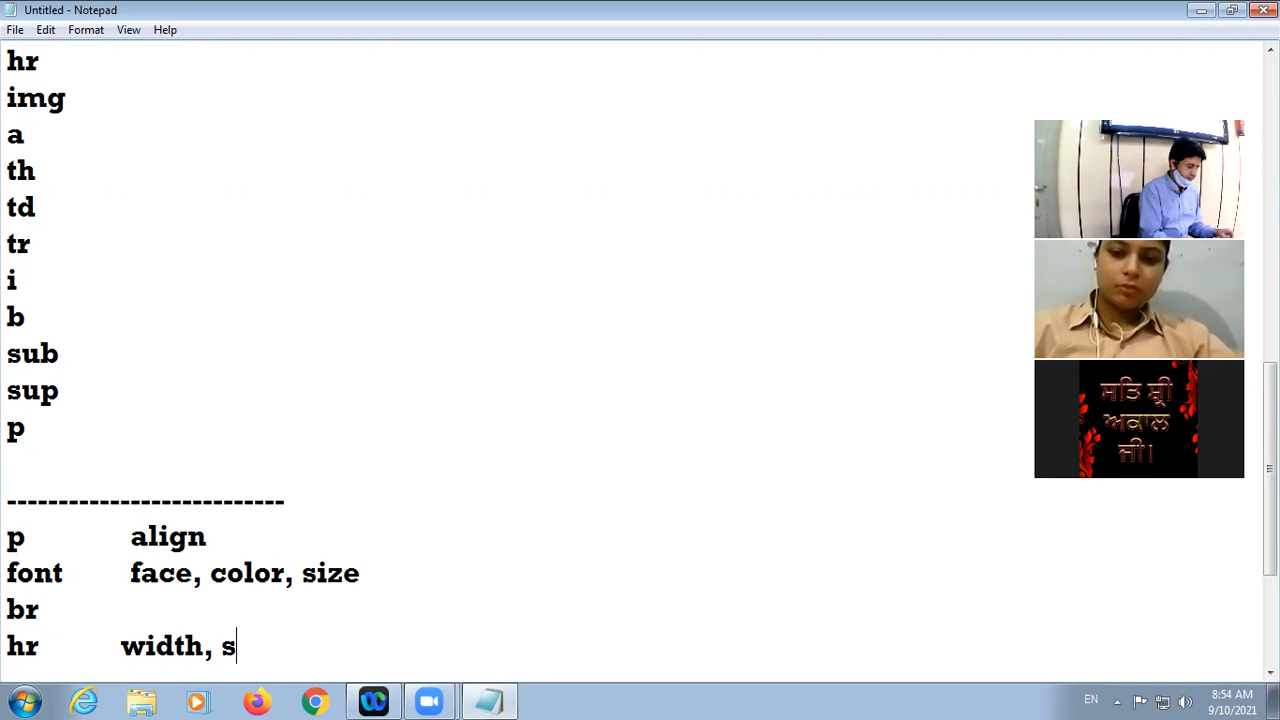 Untitled - Notepad
File Edit Format View Help
hr
img
a
th
td
tr
i
b
sub
sup
p
---------------------------
p align
font face, color, size
br
hr width, s
ਸਤਿ ਸ਼੍ਰੀ
ਅਕਾਲ
ਜੀ।
EN
8:54 AM
9/10/2021